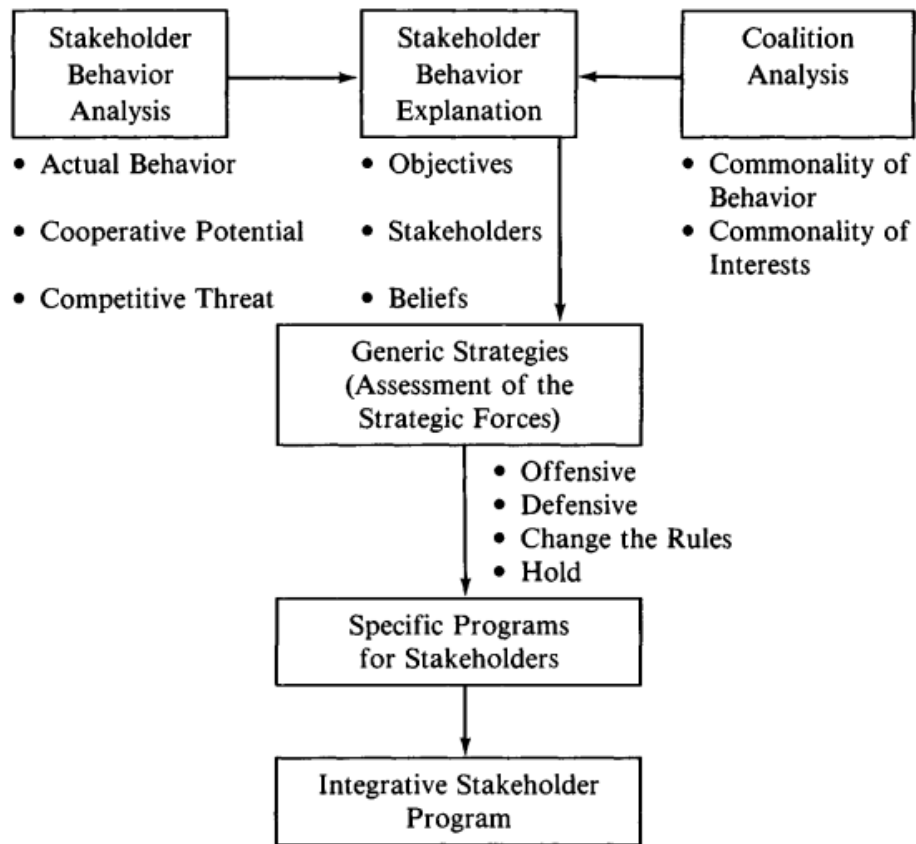 Stakeholder
Behavior
Analysis
Stakeholder
Behavior
Explanation
Coalition
Analysis
• Actual Behavior
• Cooperative Potential
• Competitive Threat
• Objectives
• Stakeholders
• Beliefs
• Commonality of
Behavior
• Commonality of
Interests
Generic Strategies
(Assessment of the
Strategic Forces)
• Offensive
• Defensive
• Change the Rules
• Hold
Specific Programs
for Stakeholders
Integrative Stakeholder
Program